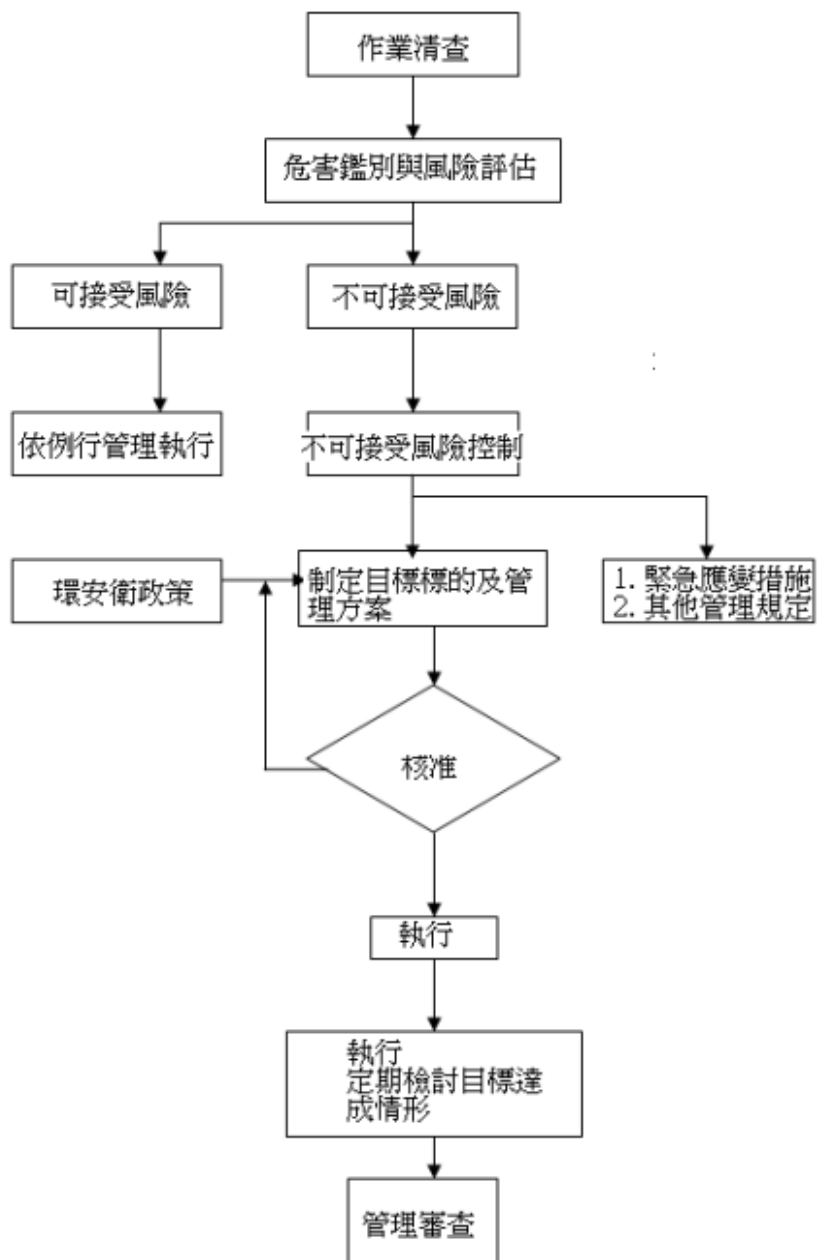 作業清查
危害鑑別與風險評估
可接受風險
不可接受風險
依例行管理執行
不可接受風險控制
環安衛政策
制定目標標的及管
理方案
1. 緊急應變措施
2. 其他管理規定
核准
執行
執行
定期檢討目標達
成情形
管理審查